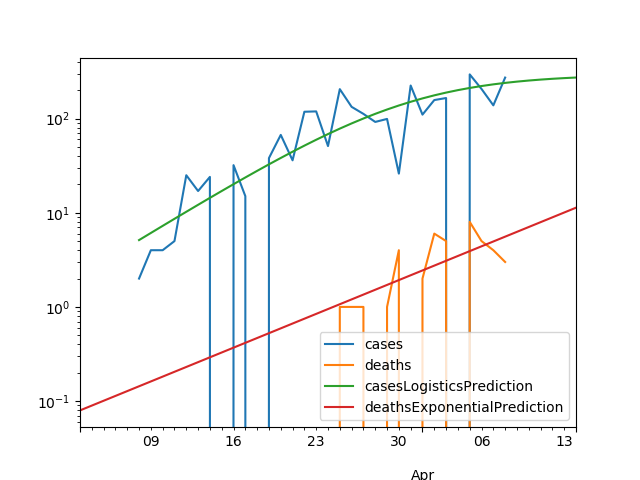 10²
10¹
10⁰
10⁻¹
cases
deaths
casesLogisticsPrediction
deathsExponentialPrediction
09 16 23 30 06 13
Apr